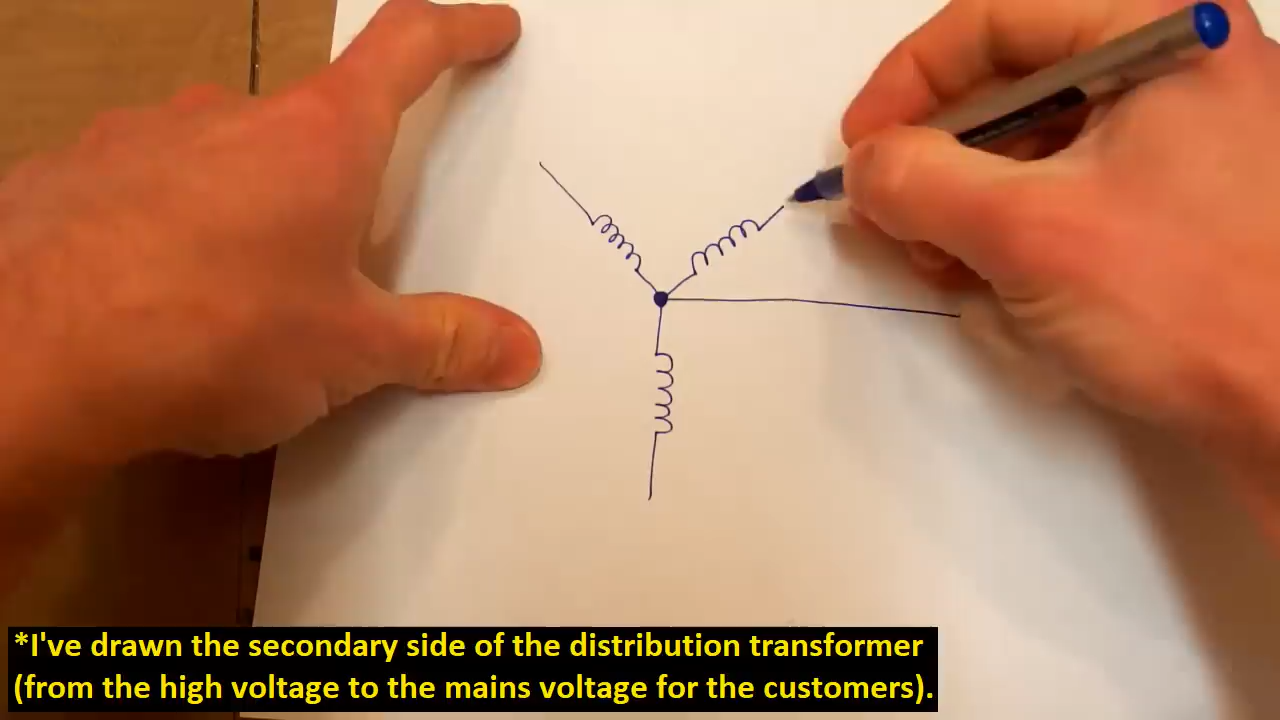 *I've drawn the secondary side of the distribution transformer
(from the high voltage to the mains voltage for the customers).